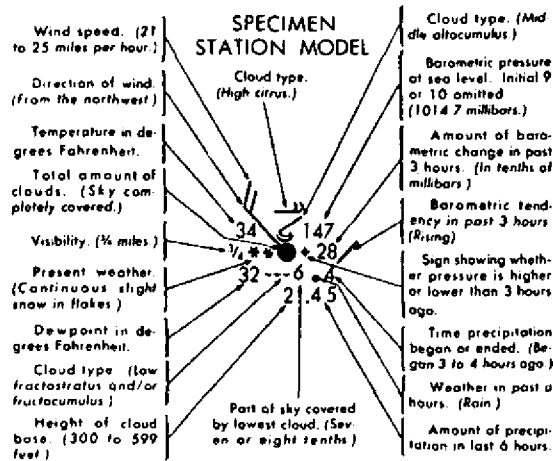 SPECIMEN
STATION MODEL
Wind speed. (21
to 25 miles per hour.)
Direction of wind.
(from the northwest)
Temperature in de-
grees Fahrenheit.
Total amount of
clouds. (Sky com-
pletely covered.)
Visibility. (¾ miles.)
Present weather.
(Continuous slight
snow in flakes)
Dewpoint in de-
grees Fahrenheit.
Cloud type (Low
fractostratus and/or
fractocumulus)
Height of cloud
base. (300 to 599
feet)
Cloud type.
(High citrus.)
34 147
¾ 28
32 6 4
2 .45
Part of sky covered
by lowest cloud. (Sev-
en or eight tenths)
Cloud type. (Mid
dle altocumulus)
Barometric pressure
at sea level. Initial 9
or 10 omitted
(1014.7 millibars.)
Amount of baro-
metric change in past
3 hours. (In tenths of
millibars)
Barometric tend-
ency in past 3 hours
(Rising)
Sign showing wheth-
er pressure is higher
or lower than 3 hours
ago.
Time precipitation
began or ended. (Be-
gan 3 to 4 hours ago.)
Weather in past
hours. (Rain)
Amount of precipi-
tation in last 6 hours.